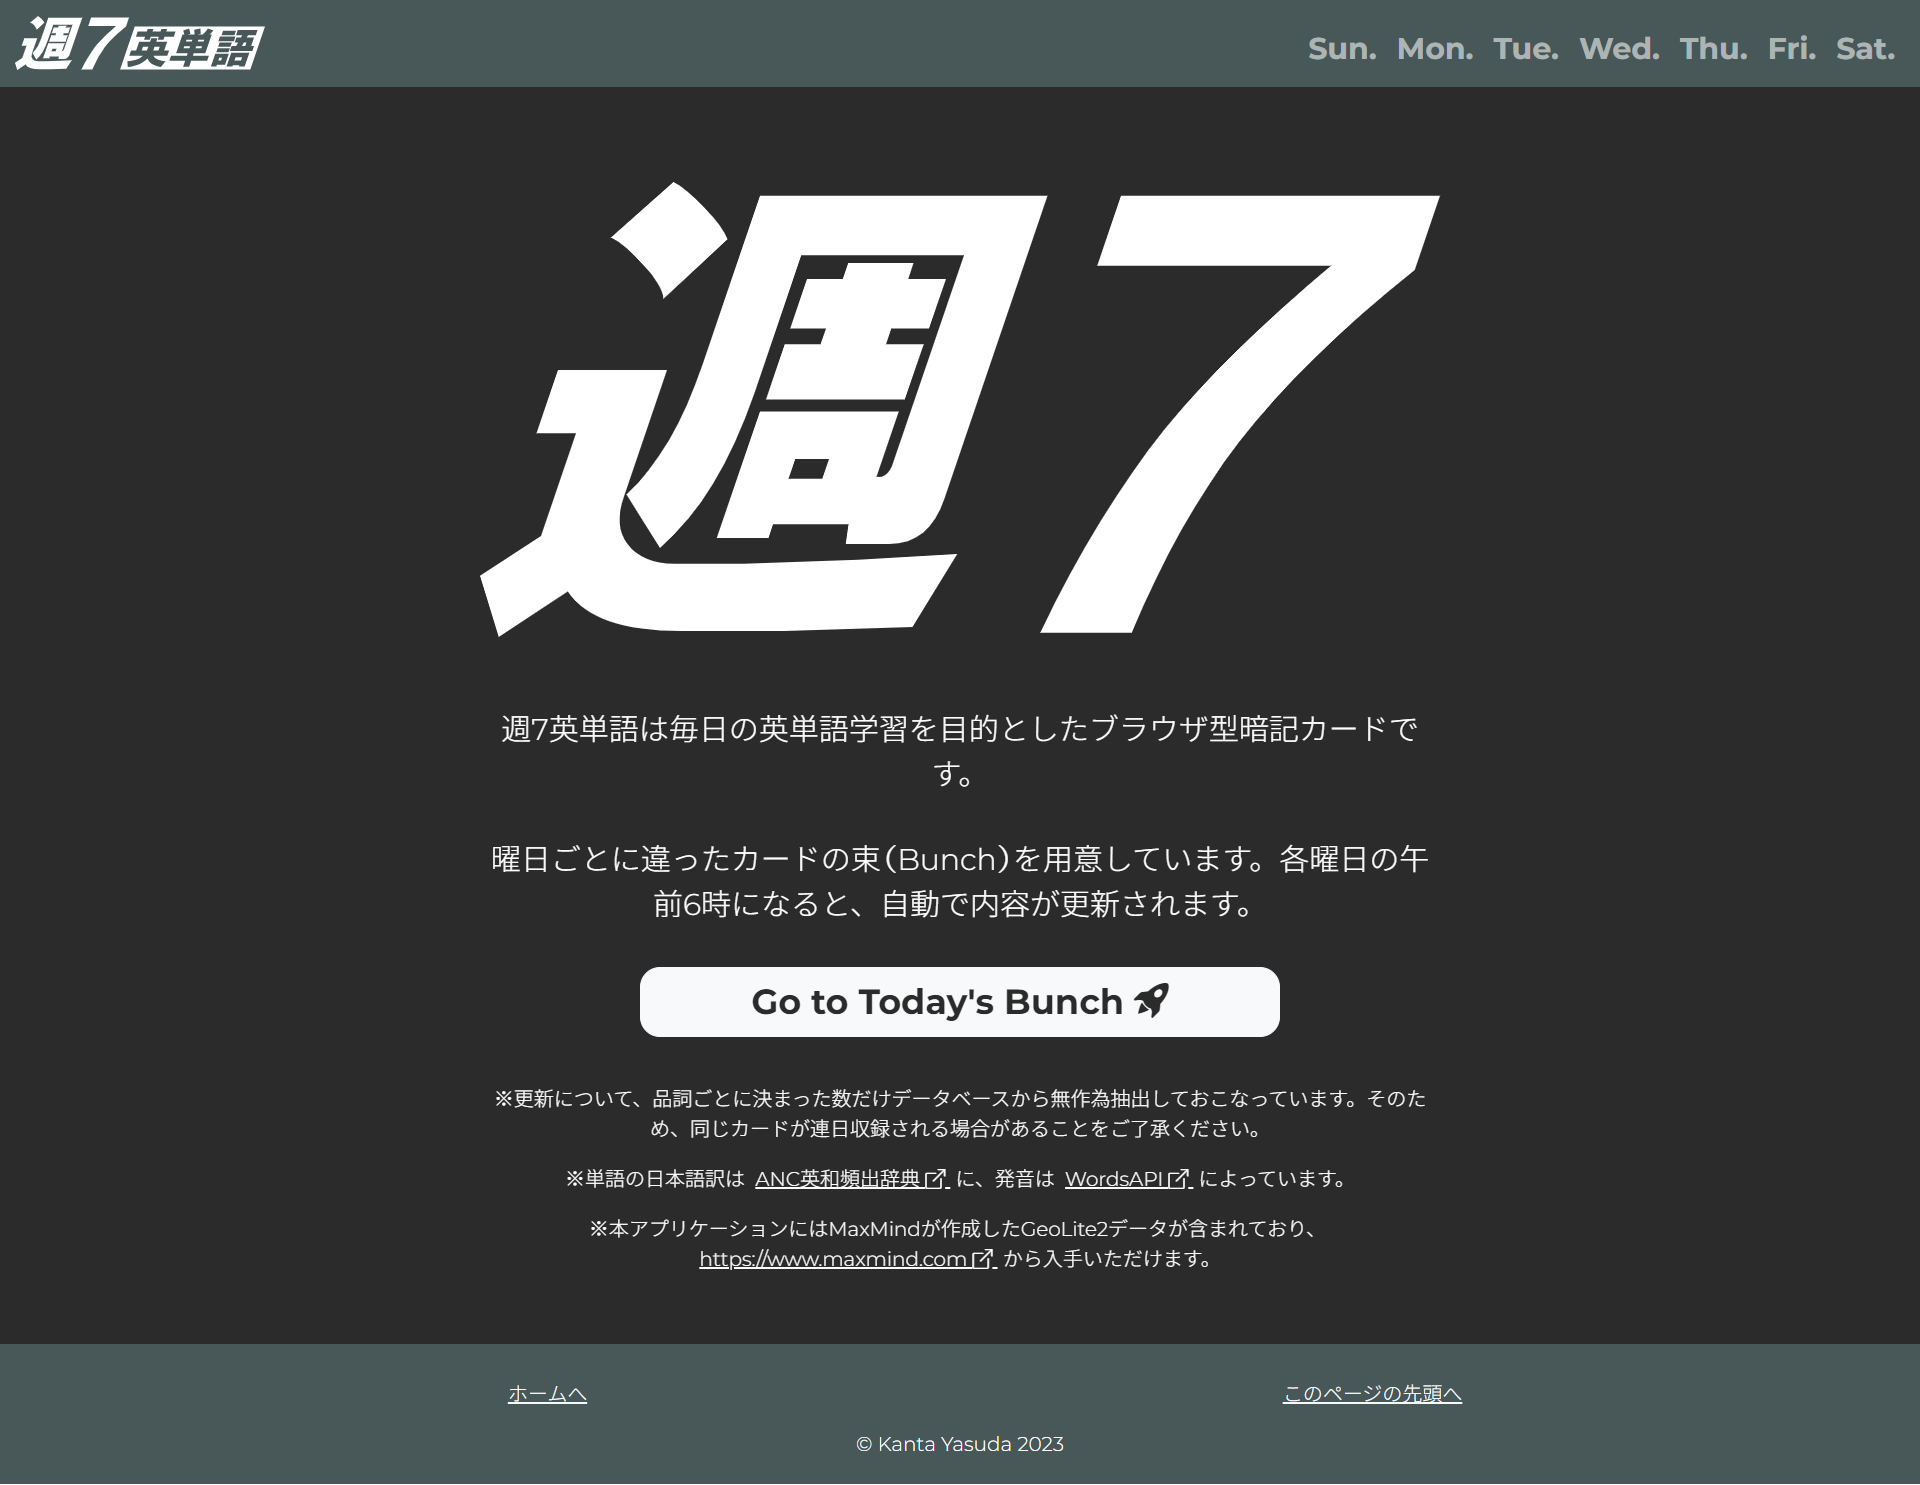 週7英単語
Sun. Mon. Tue. Wed. Thu. Fri. Sat.
週7
週7英単語は毎日の英単語学習を目的としたブラウザ型暗記カードで
す。
曜日ごとに違ったカードの束(Bunch)を用意しています。各曜日の午
前6時になると、自動で内容が更新されます。
Go to Today's Bunch
※更新について、品詞ごとに決まった数だけデータベースから無作為抽出しておこなっています。そのた
め、同じカードが連日収録される場合があることをご了承ください。
※単語の日本語訳は ANC英和頻出辞典 に、発音は WordsAPI によっています。
※本アプリケーションにはMaxMindが作成したGeoLite2データが含まれており、
https://www.maxmind.com から入手いただけます。
ホームへ
このページの先頭へ
© Kanta Yasuda 2023